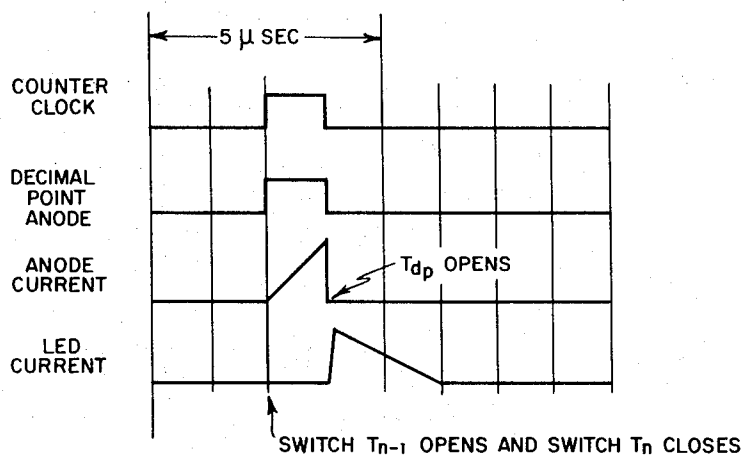 5 μ SEC
COUNTER
CLOCK
DECIMAL
POINT
ANODE
ANODE
CURRENT
Tdp OPENS
LED
CURRENT
SWITCH Tn-1 OPENS AND SWITCH Tn CLOSES